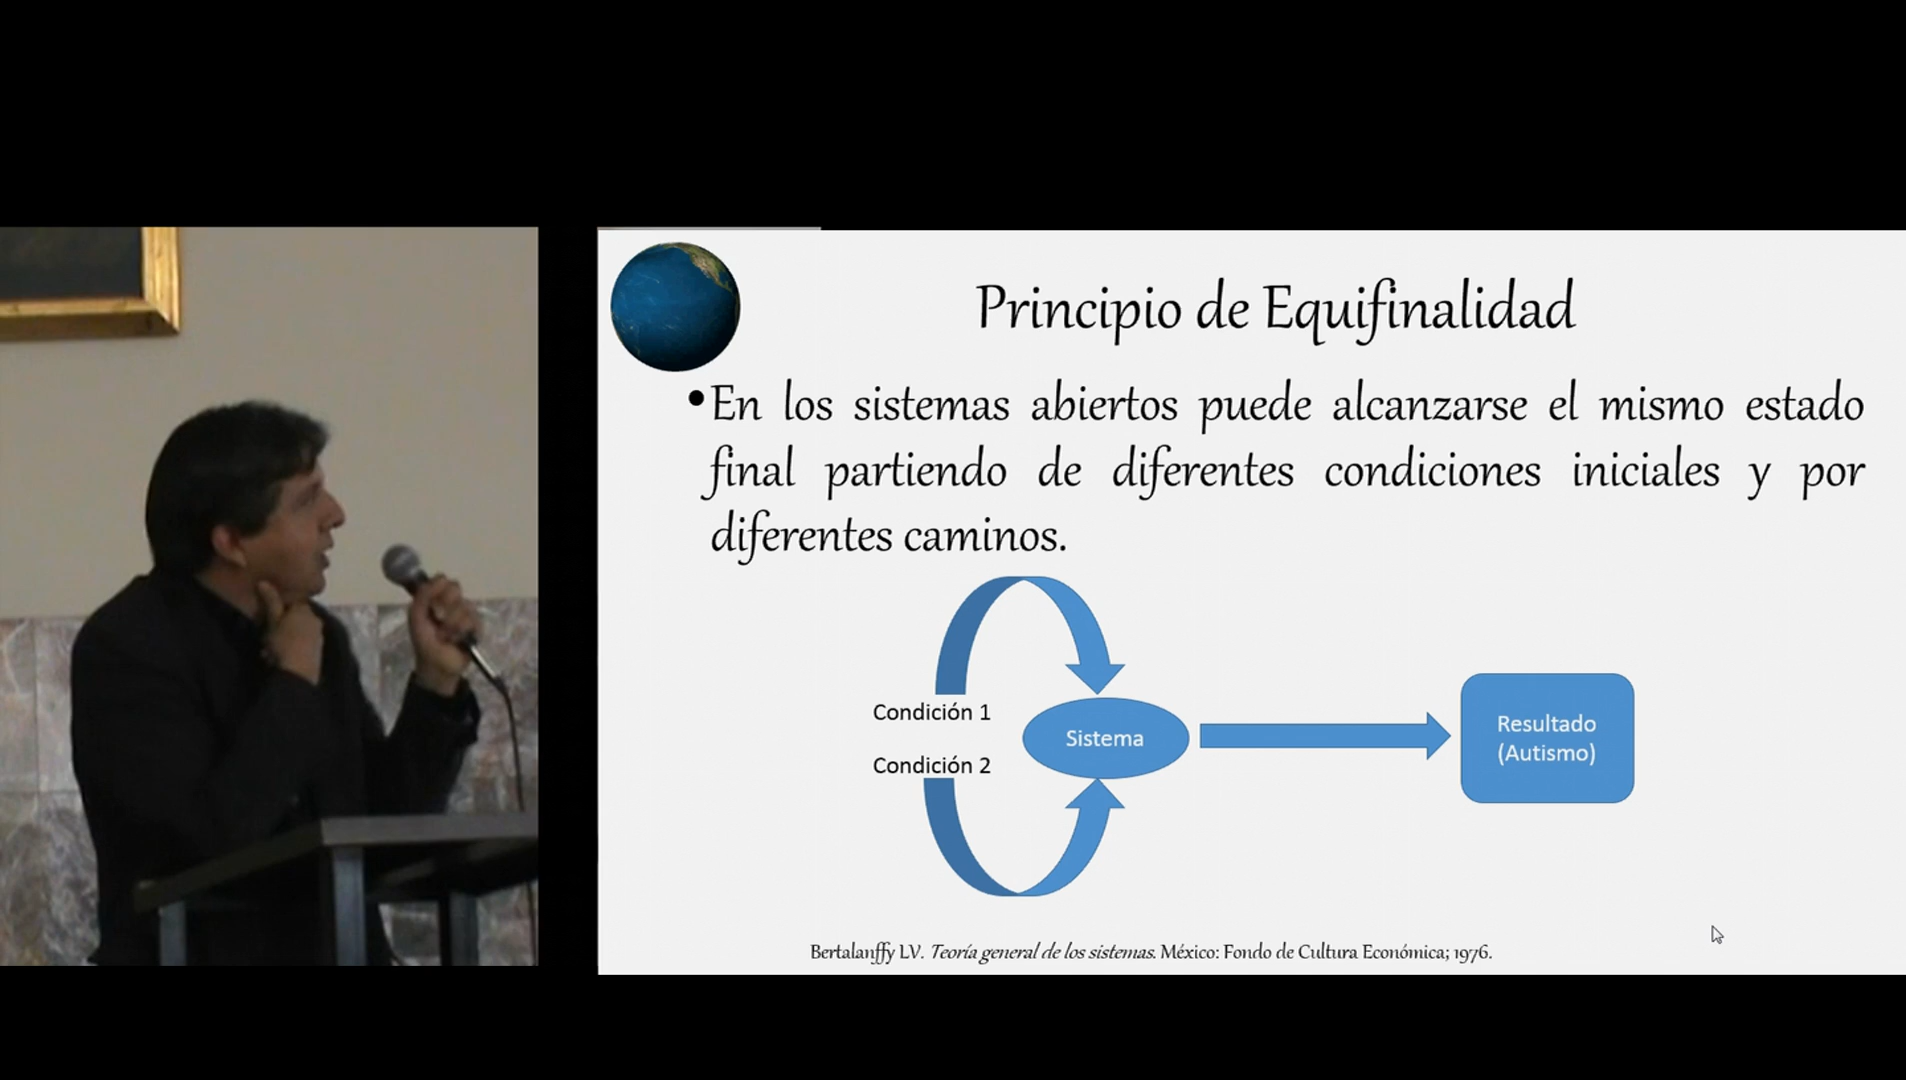 Principio de Equifinalidad
•En los sistemas abiertos puede alcanzarse el mismo estado
final partiendo de diferentes condiciones iniciales y por
diferentes caminos.
Condición 1
Condición 2
Sistema
Resultado
(Autismo)
Bertalanffy LV. Teoría general de los sistemas. México: Fondo de Cultura Económica; 1976.